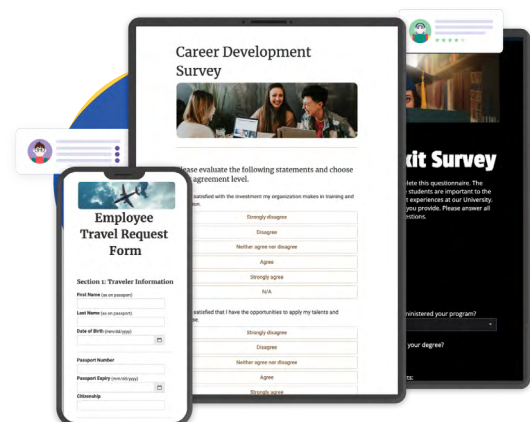 Career Development
Survey
ease evaluate the following statements and choose
agreement level.
satisfied with the investment my organization makes in training and
Strongly disagree
Disagree
Neither agree nor disagree
Agree
Strongly agree
N/A
satisfied that I have the opportunities to apply my talents and
Strongly disagree
Disagree
Neither agree nor disagree
Agree
Strongly agree
Employee
Travel Request
Form
Section 1: Traveler Information
First Name (as on passport)
Last Name (as on passport)
Date of Birth (mm/dd/yyyy)
Passport Number
Passport Expiry (mm/dd/yyyy)
Citizenship
xit Survey
lete this questionnaire. The
students are important to the
t experiences at our University.
you provide. Please answer all
estions.
ministered your program?
your degree?